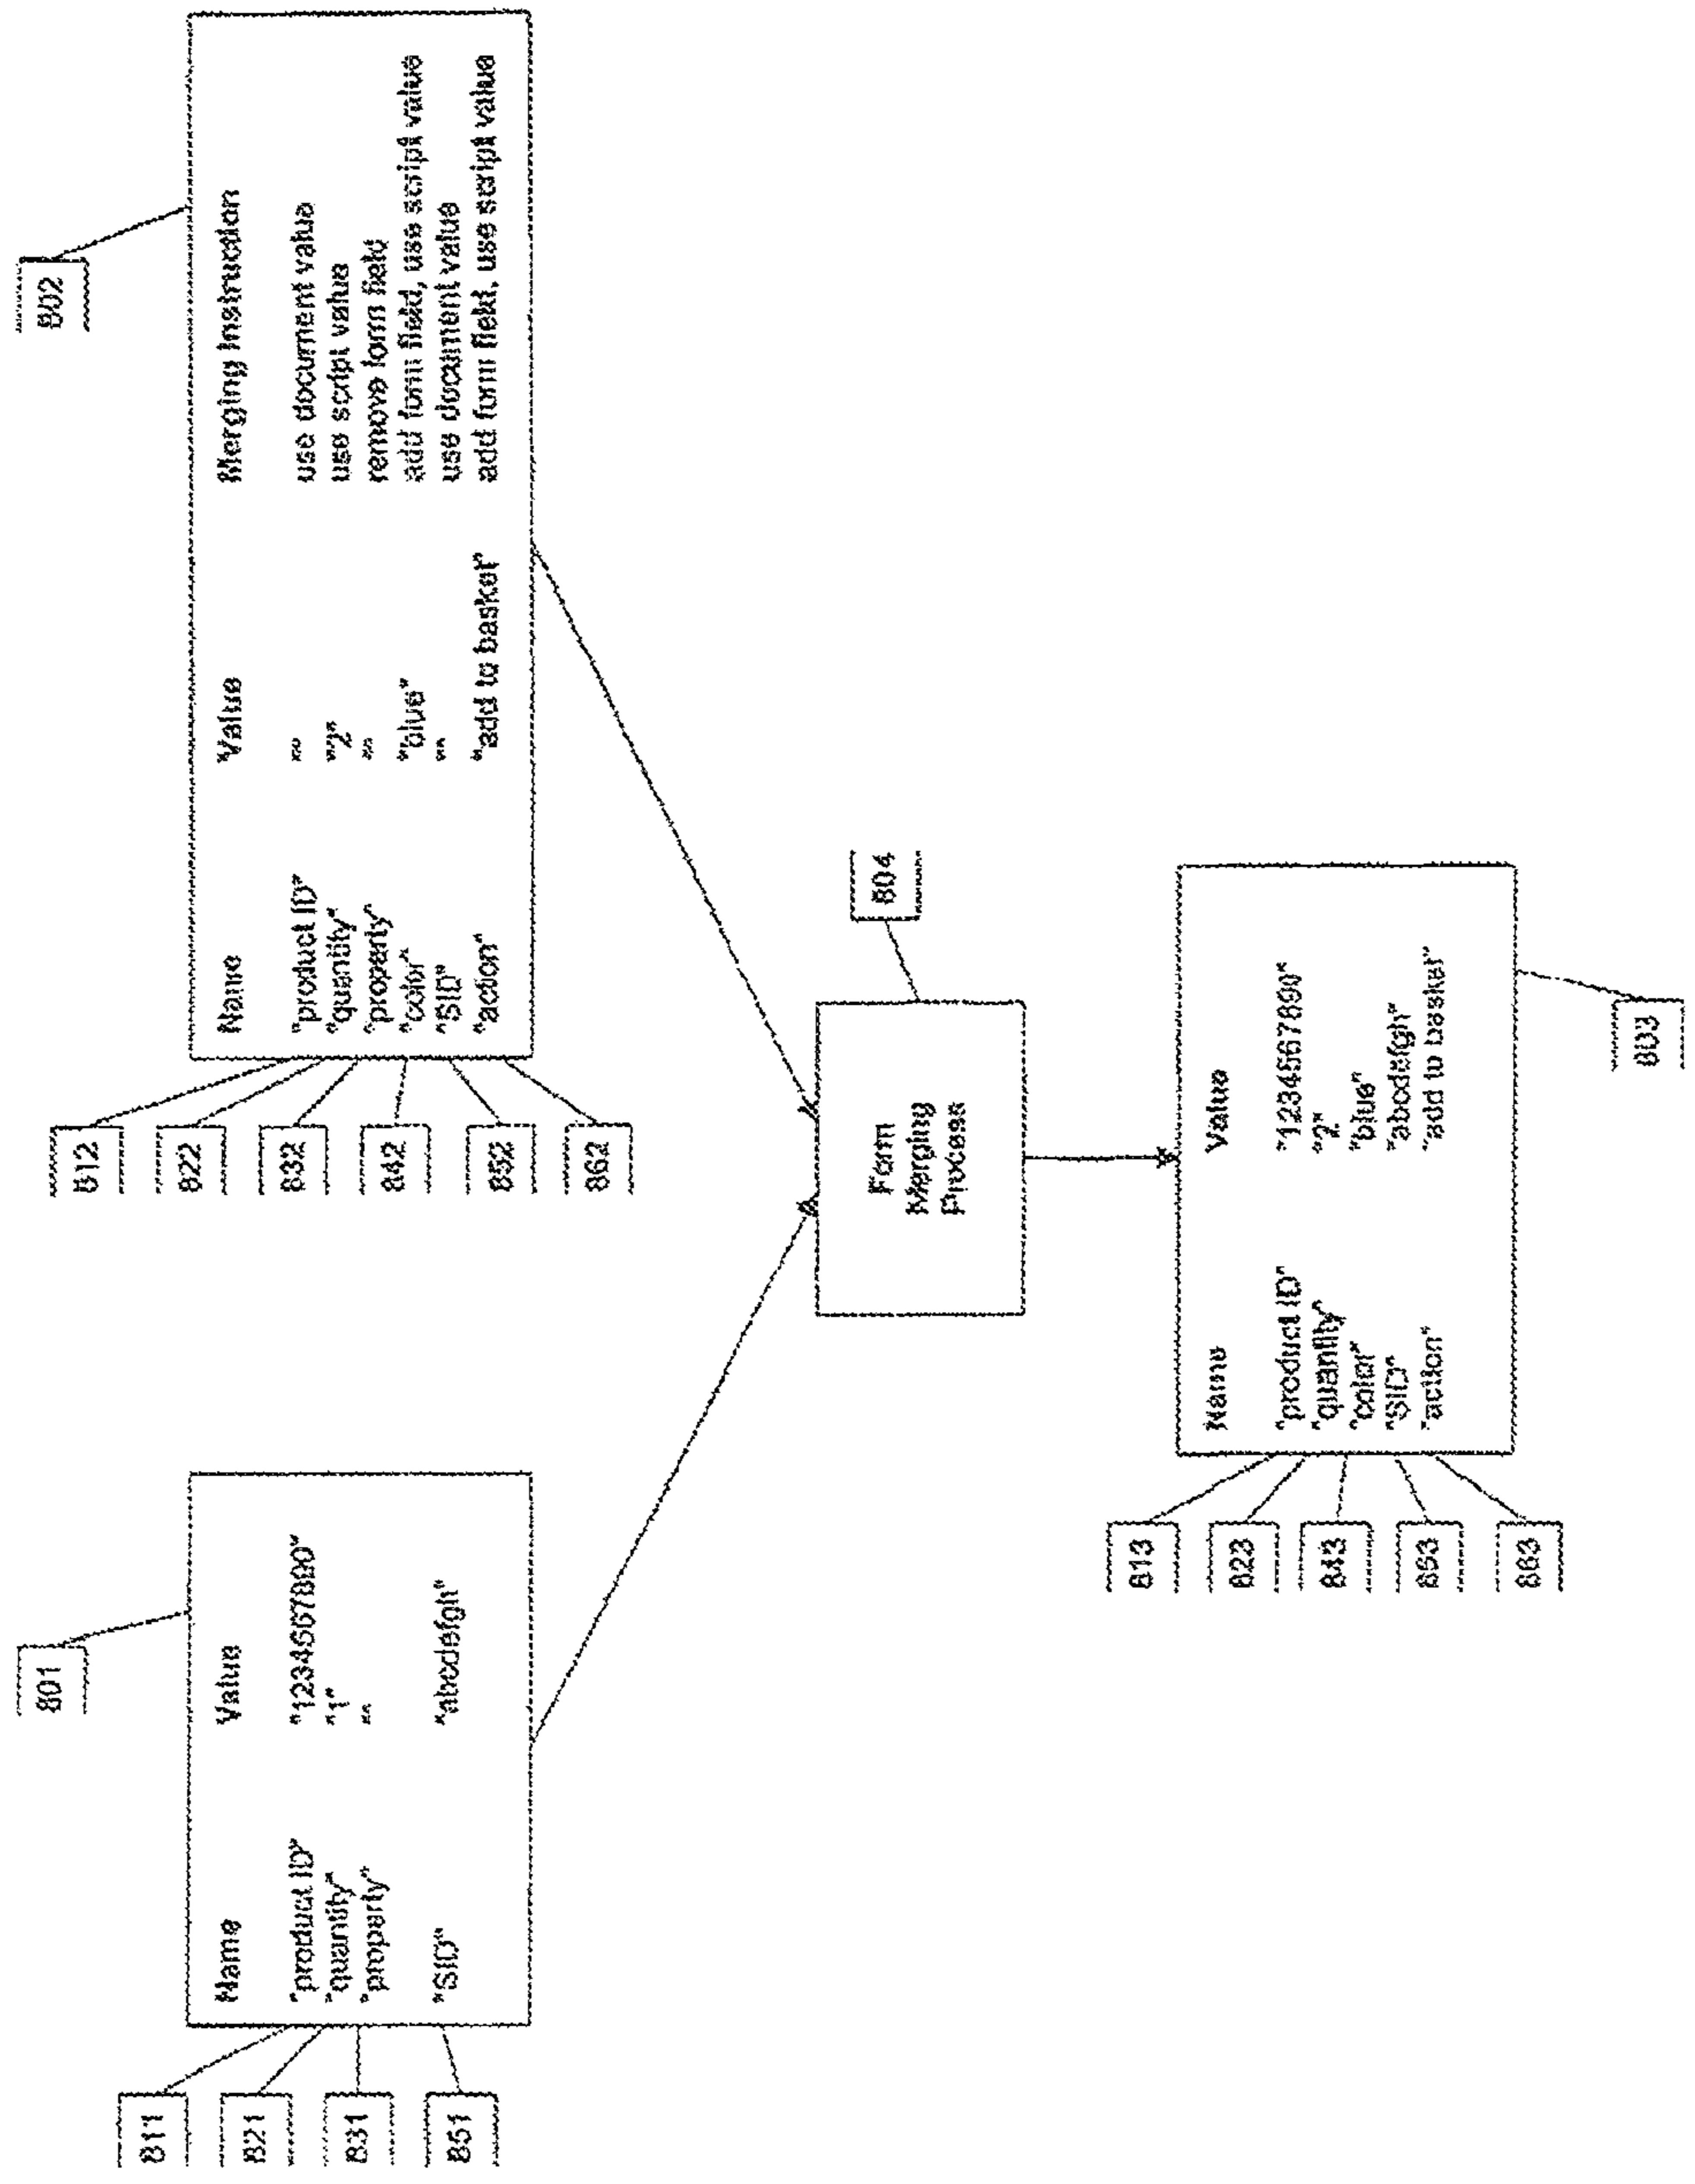 801
Name Value
"product ID" "1234567890"
"quantity" "1"
"property" ""
"SID" "abcdefgh"
811
821
831
851
802
Name Value Merging Instruction
"product ID" "" use document value
"quantity" "2" use script value
"property" "" remove form field
"color" "blue" add form field, use script value
"SID" "" use document value
"action" "add to basket" add form field, use script value
812
822
832
842
852
862
Form
Merging
Process
804
Name Value
"product ID" "1234567890"
"quantity" "2"
"color" "blue"
"SID" "abcdefgh"
"action" "add to basket"
813
823
843
853
863
803